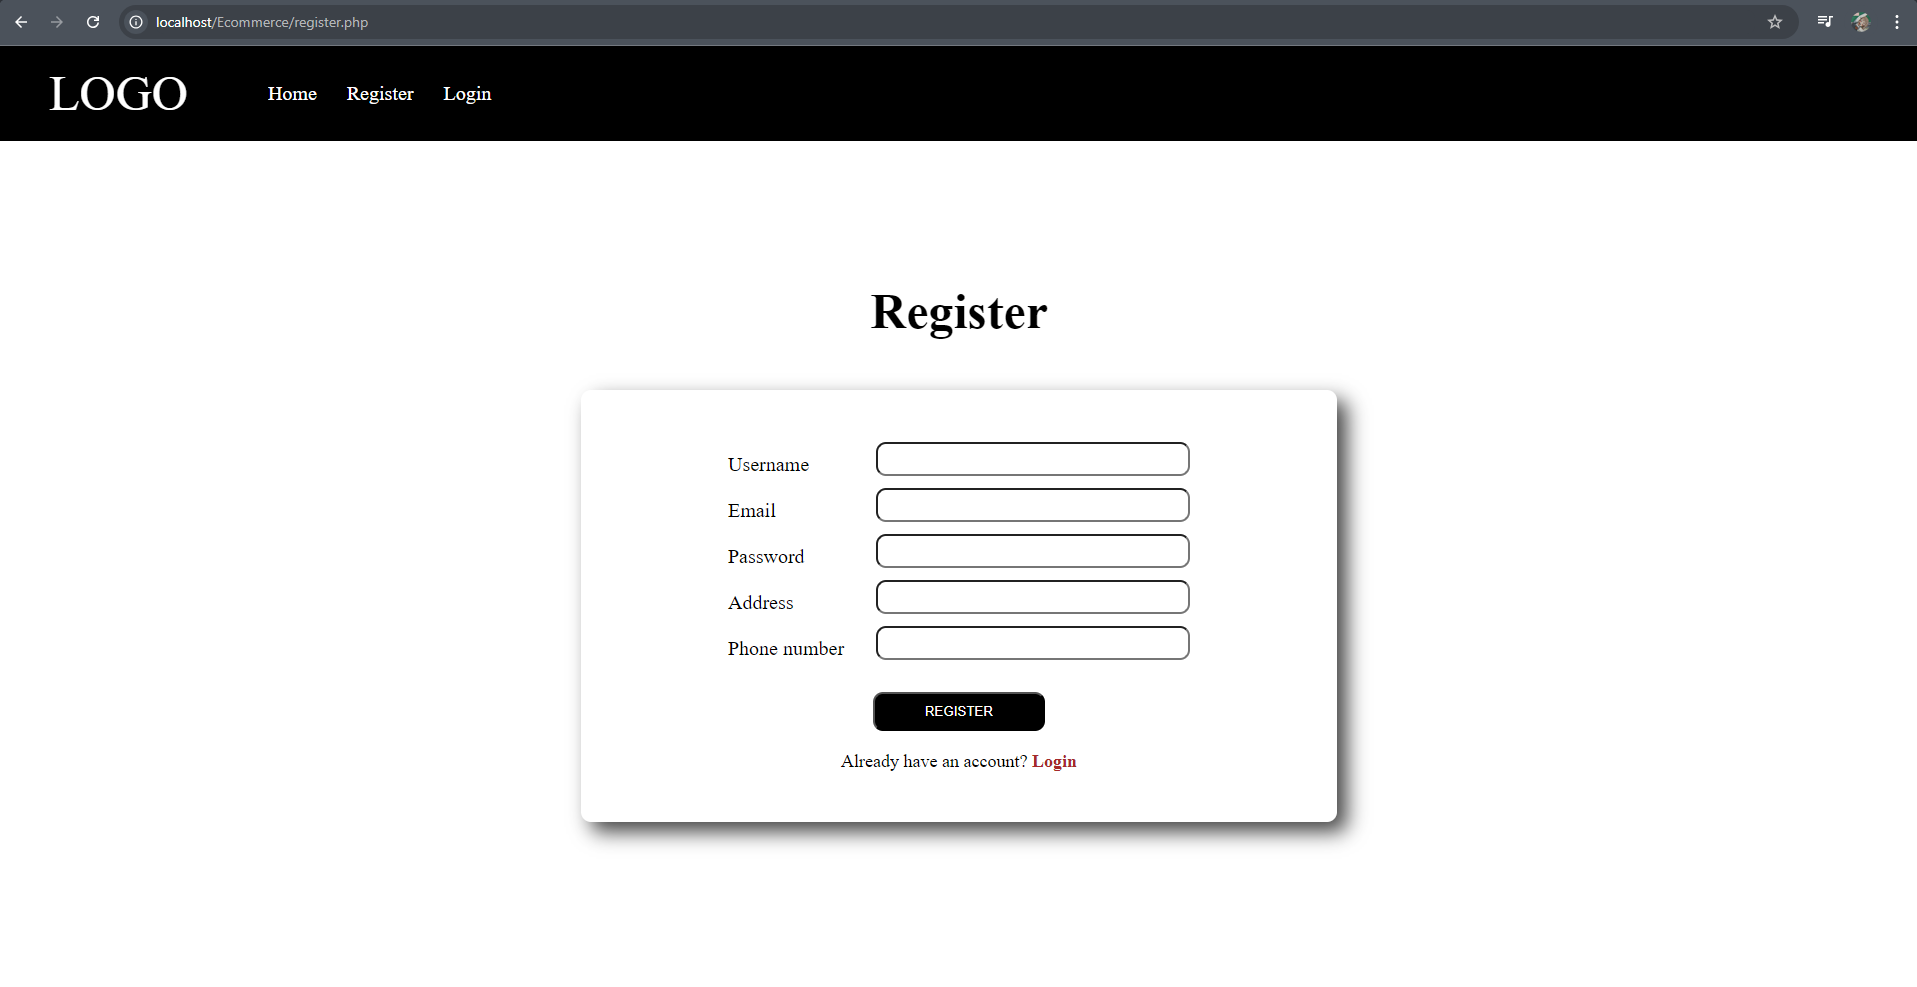 localhost/Ecommerce/register.php
LOGO Home Register Login
Register
Username
Email
Password
Address
Phone number
REGISTER
Already have an account? Login